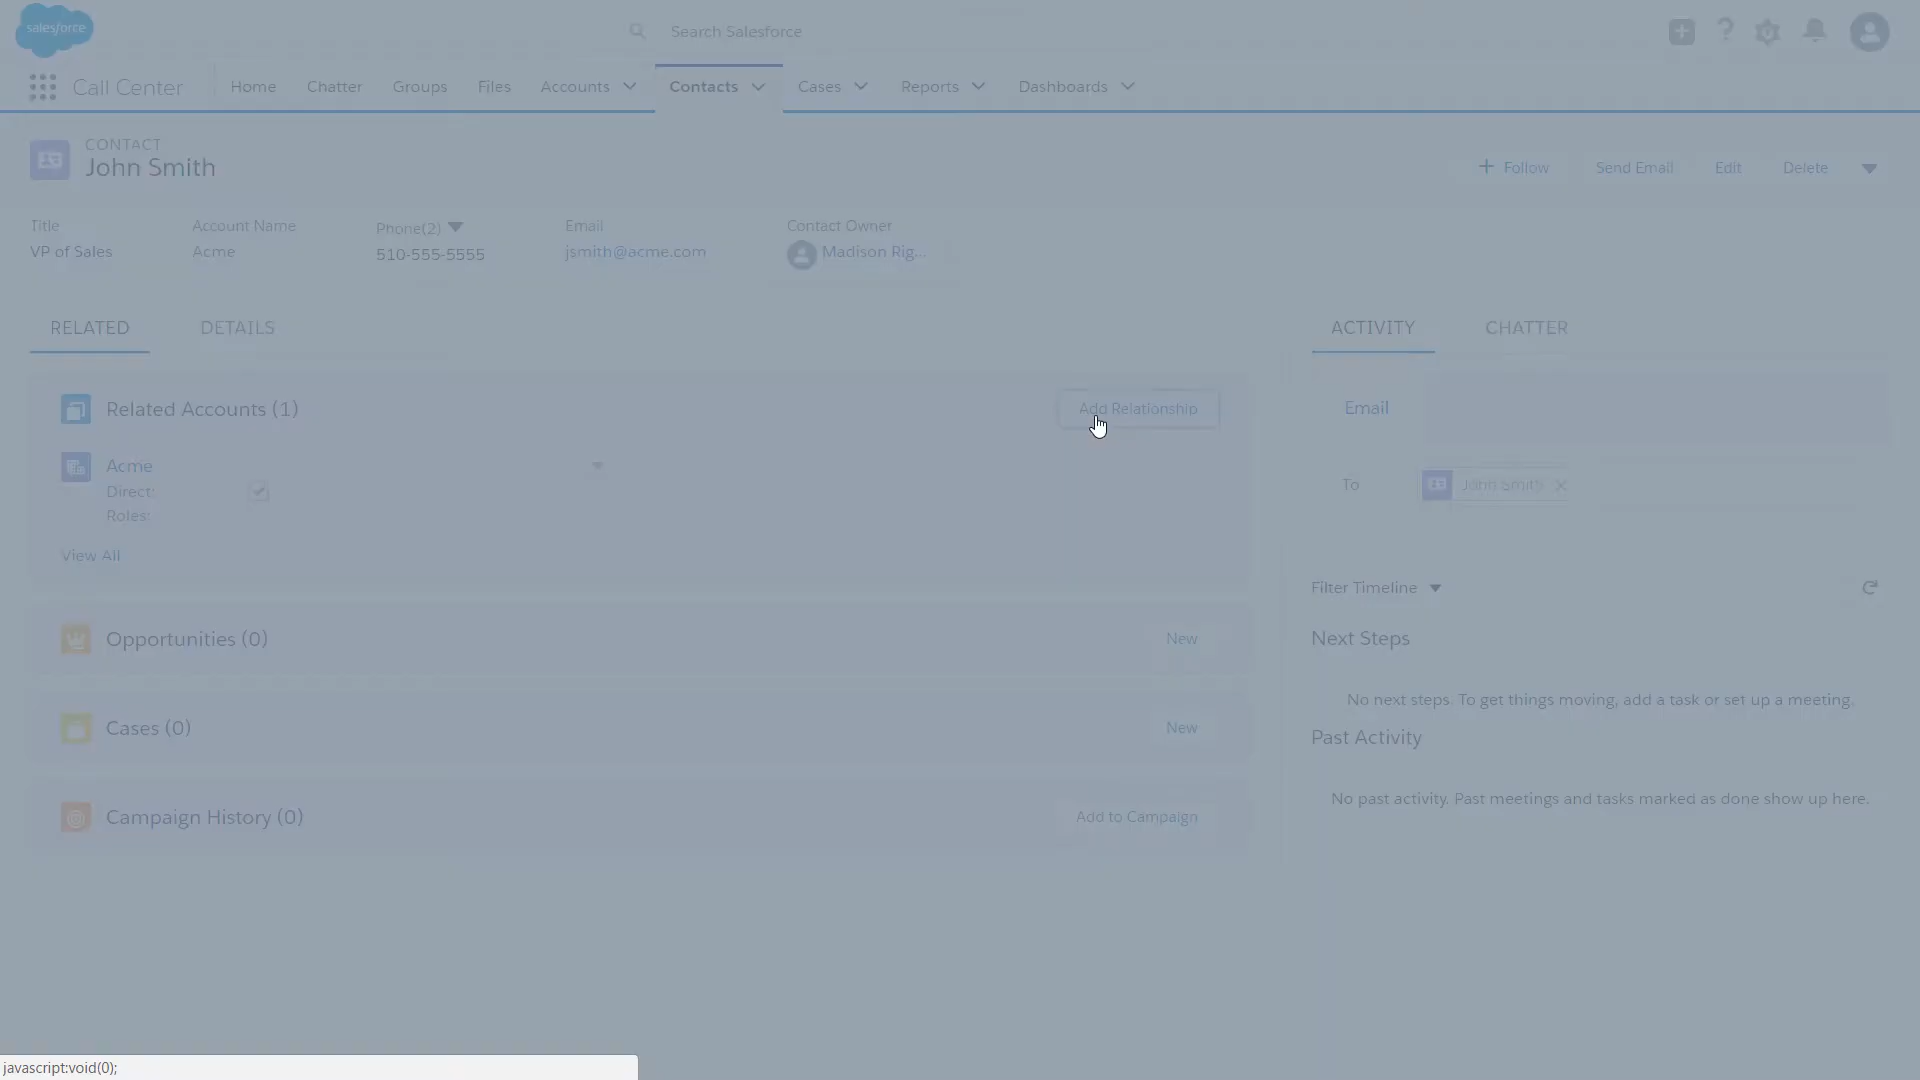 salesforce
Search Salesforce
Call Center
Home
Chatter
Groups
Files
Accounts
Contacts
Cases
Reports
Dashboards
CONTACT
John Smith
Follow
Send Email
Edit
Delete
Title
Account Name
Phone(2)
Email
Contact Owner
VP of Sales
Acme
510-555-5555
jsmith@acme.com
Madison Rig...
RELATED
DETAILS
ACTIVITY
CHATTER
Related Accounts (1)
Add Relationship
Acme
Direct:
Roles:
View All
Opportunities (0)
New
Cases (0)
New
Campaign History (0)
Add to Campaign
Email
To
John Smith
Filter Timeline
Next Steps
No next steps. To get things moving, add a task or set up a meeting.
Past Activity
No past activity. Past meetings and tasks marked as done show up here.
javascript:void(0);